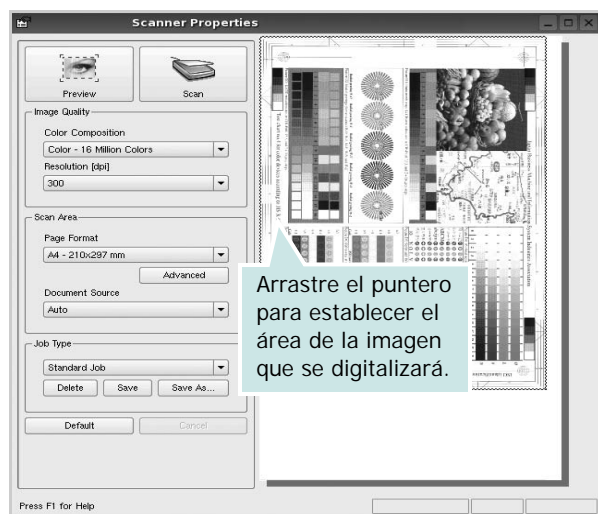 Scanner Properties
Preview
Scan
Image Quality
Color Composition
Color - 16 Million Colors
Resolution [dpi]
300
Scan Area
Page Format
A4 - 210x297 mm
Advanced
Document Source
Auto
Job Type
Standard Job
Delete
Save
Save As...
Default
Cancel
Arrastre el puntero
para establecer el
área de la imagen
que se digitalizará.
Press F1 for Help